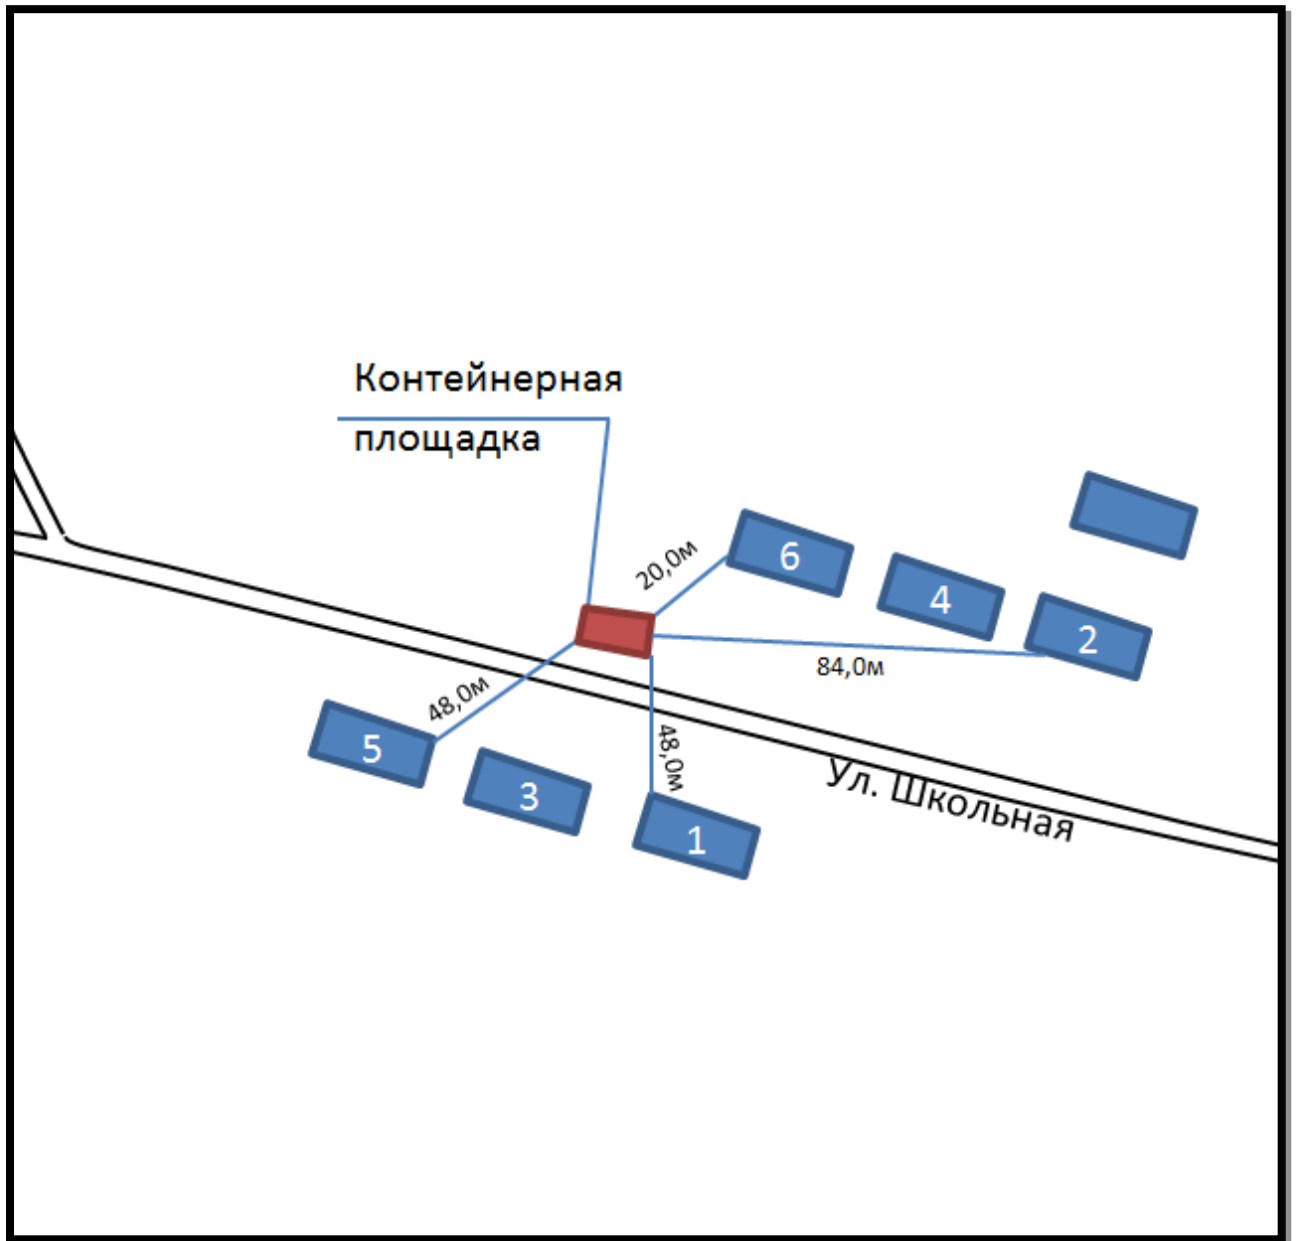 Контейнерная
площадка
20,0м
6
4
2
84,0м
48,0м
5
3
48,0м
1
Ул. Школьная